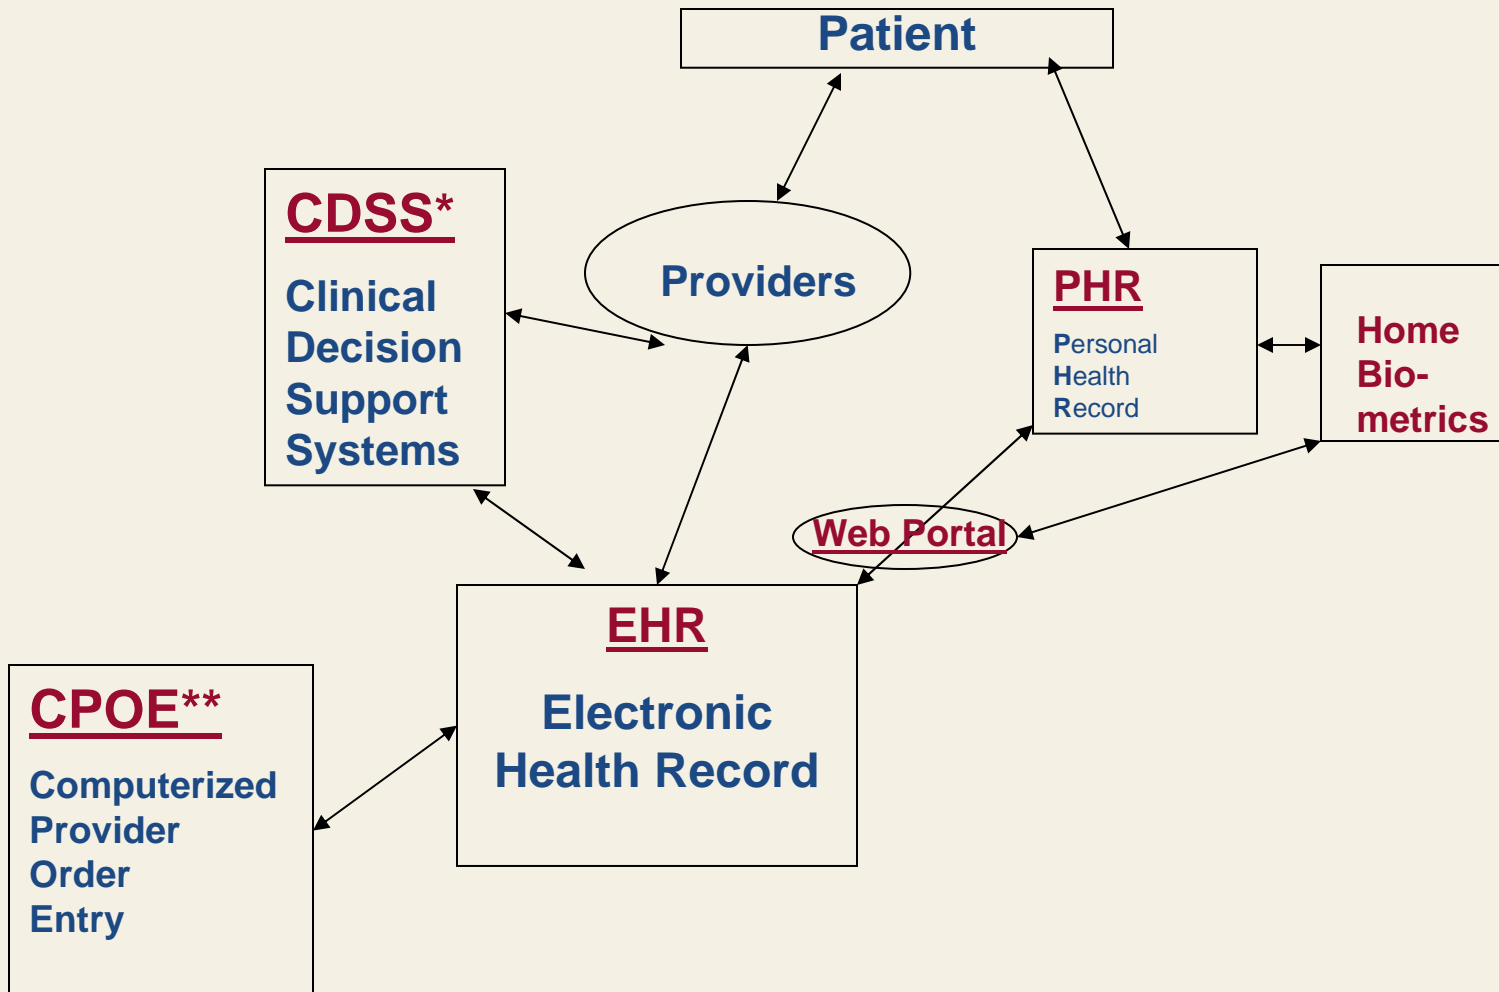 Patient
CDSS*
Clinical
Decision
Support
Systems
Providers
PHR
Personal
Health
Record
Home
Bio-
metrics
Web Portal
EHR
Electronic
Health Record
CPOE**
Computerized
Provider
Order
Entry